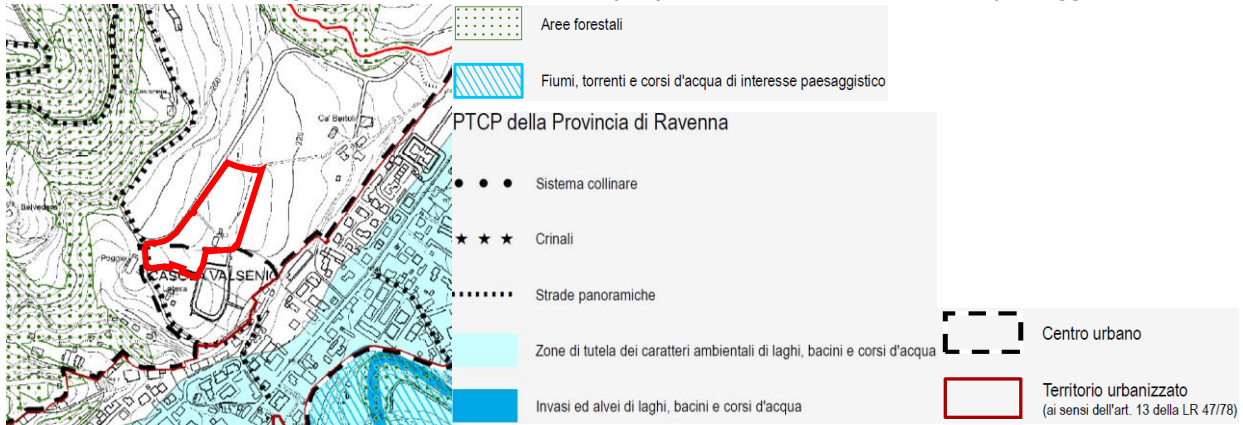 Aree forestali
Fiumi, torrenti e corsi d'acqua di interesse paesaggistico
PTCP della Provincia di Ravenna
Sistema collinare
Crinali
Strade panoramiche
Zone di tutela dei caratteri ambientali di laghi, bacini e corsi d'acqua
Invasi ed alvei di laghi, bacini e corsi d'acqua
Centro urbano
Territorio urbanizzato
(ai sensi dell'art. 13 della LR 47/78)
Ca' Bartoli
Belvedere
Poggio
VALSENIO
225